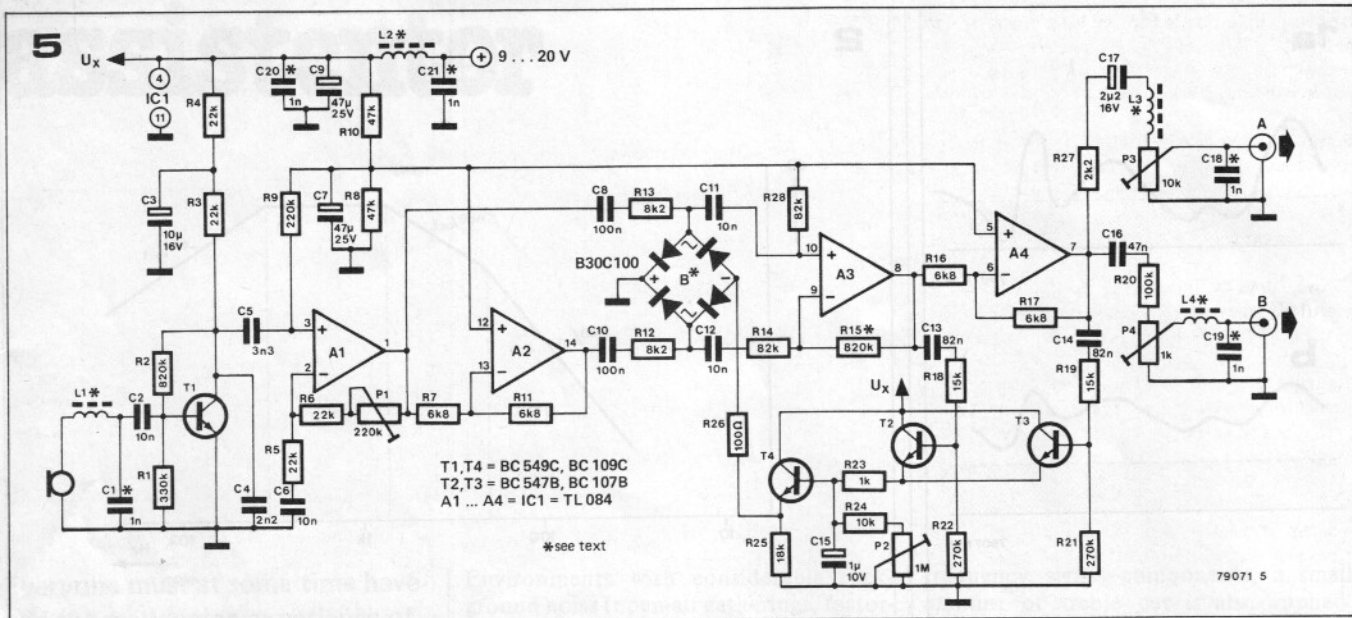 5
Ux
L2*
+ 9 ... 20 V
4
IC 1
11
R4
22k
C20 *
1n
C9
47µ
25V
R10
47k
C21 *
1n
C3
10µ
16V
R3
22k
R9
220k
C7
47µ
25V
R8
47k
C5
3n3
R2
820k
T1
L1*
C2
10n
C1 *
1n
R1
330k
C4
2n2
R5
22k
C6
10n
3 +
2 −
A1
1
R6
22k
P1
220k
R7
6k8
12 +
13 −
A2
14
R11
6k8
C8
100n
R13
8k2
C11
10n
B30C100
B*
+ −
C10
100n
R12
8k2
C12
10n
R14
82k
R28
82k
10 +
9 −
A3
8
R15*
820k
R16
6k8
5 +
6 −
A4
7
R17
6k8
C13
82n
R18
15k
C14
82n
R19
15k
R27
2k2
C17
2µ2
16V
L3
*
P3
10k
C18 *
1n
A
C16
47n
R20
100k
P4
1k
L4*
C19 *
1n
B
R26
100Ω
Ux
T2
T3
T4
R23
1k
R24
10k
R25
18k
C15
1µ
10V
P2
1M
R22
270k
R21
270k
T1,T4 = BC 549C, BC 109C
T2,T3 = BC 547B, BC 107B
A1 ... A4 = IC1 = TL 084
*see text
79071 5